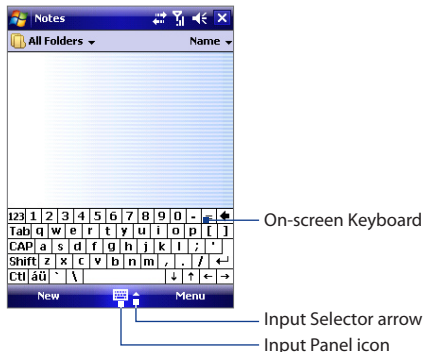 Notes
All Folders Name
123 1 2 3 4 5 6 7 8 9 0 - =
Tab q w e r t y u i o p [ ]
CAP a s d f g h j k l ; '
Shift z x c v b n m , . /
Ctl áü ` \
On-screen Keyboard
New Menu
Input Selector arrow
Input Panel icon